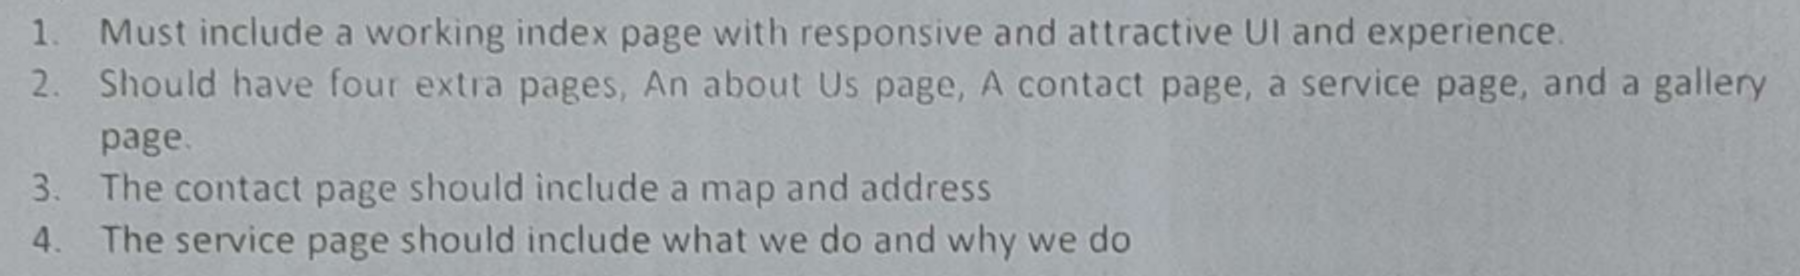 1. Must include a working index page with responsive and attractive UI and experience.
2. Should have four extra pages, An about Us page, A contact page, a service page, and a gallery
page.
3. The contact page should include a map and address
4. The service page should include what we do and why we do